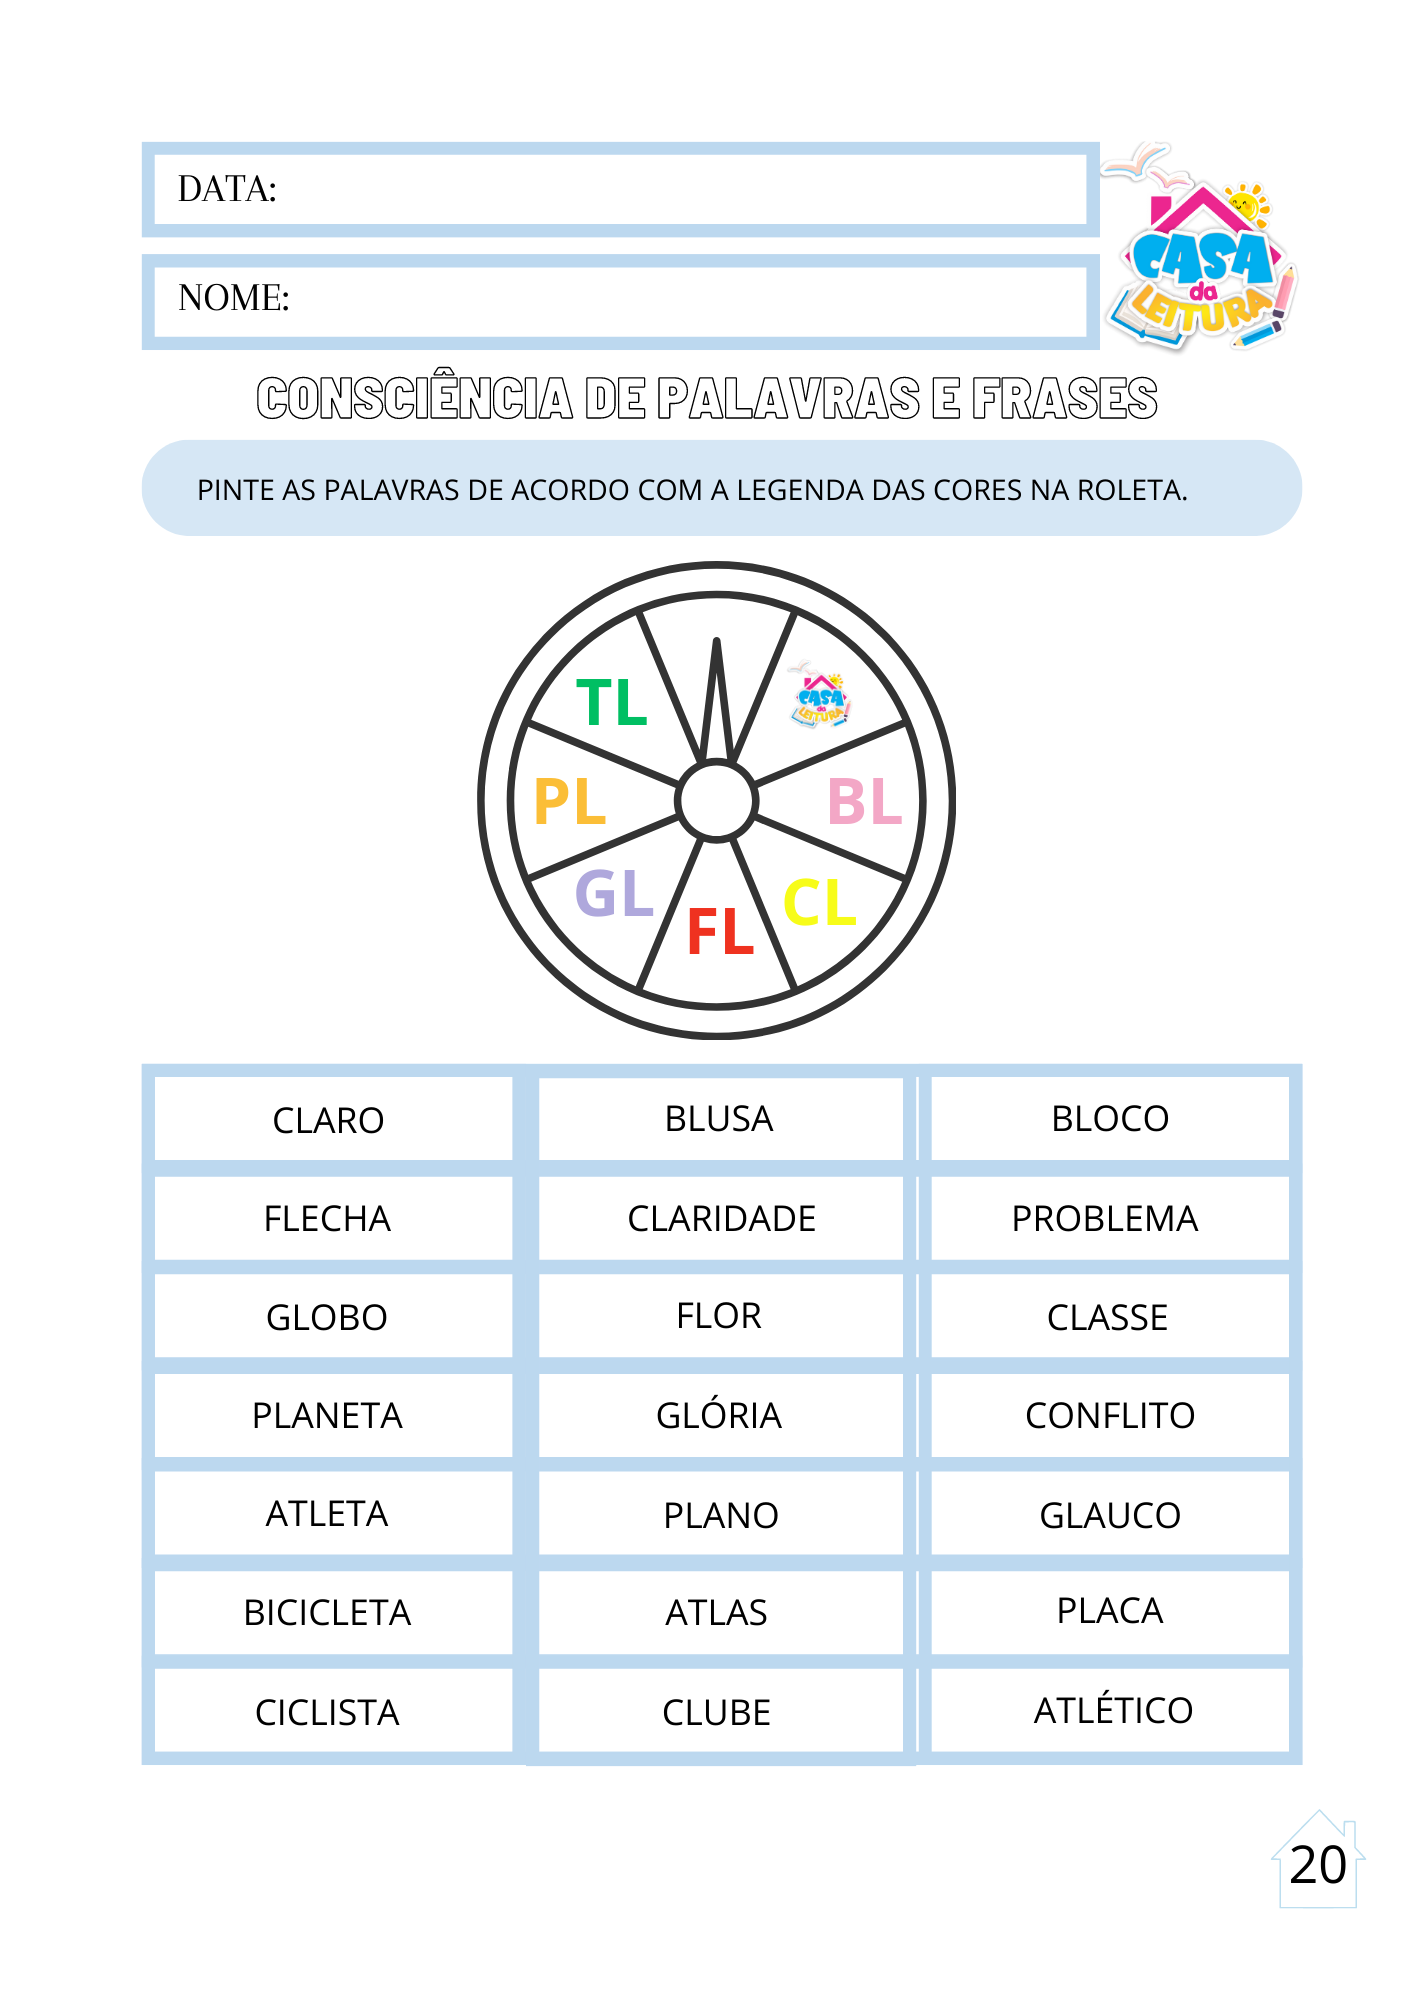 DATA:
NOME:
CASA
da
LEITURA
CONSCIÊNCIA DE PALAVRAS E FRASES
PINTE AS PALAVRAS DE ACORDO COM A LEGENDA DAS CORES NA ROLETA.
TL
CASA
da
LEITURA
PL
BL
GL
CL
FL
CLARO
BLUSA
BLOCO
FLECHA
CLARIDADE
PROBLEMA
GLOBO
FLOR
CLASSE
PLANETA
GLÓRIA
CONFLITO
ATLETA
PLANO
GLAUCO
BICICLETA
ATLAS
PLACA
CICLISTA
CLUBE
ATLÉTICO
20